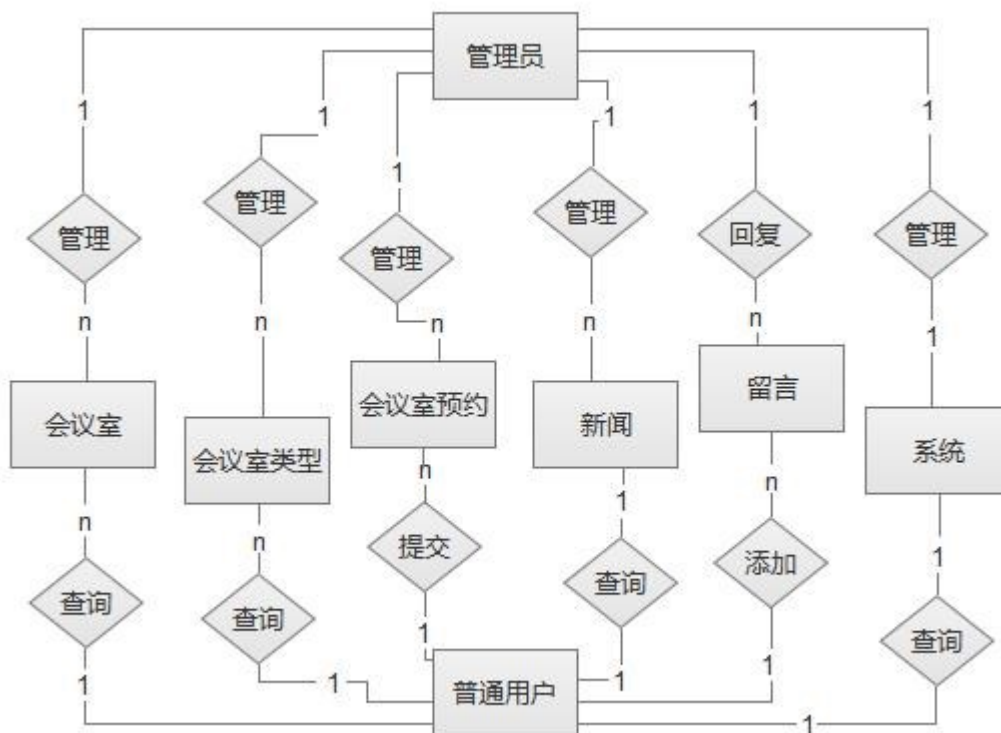 管理员
1
1
1
1
1
1
管理
管理
管理
管理
回复
管理
n
n
n
n
n
1
会议室
会议室类型
会议室预约
新闻
留言
系统
n
n
n
1
n
1
查询
查询
提交
查询
添加
查询
1
1
1
1
1
1
普通用户